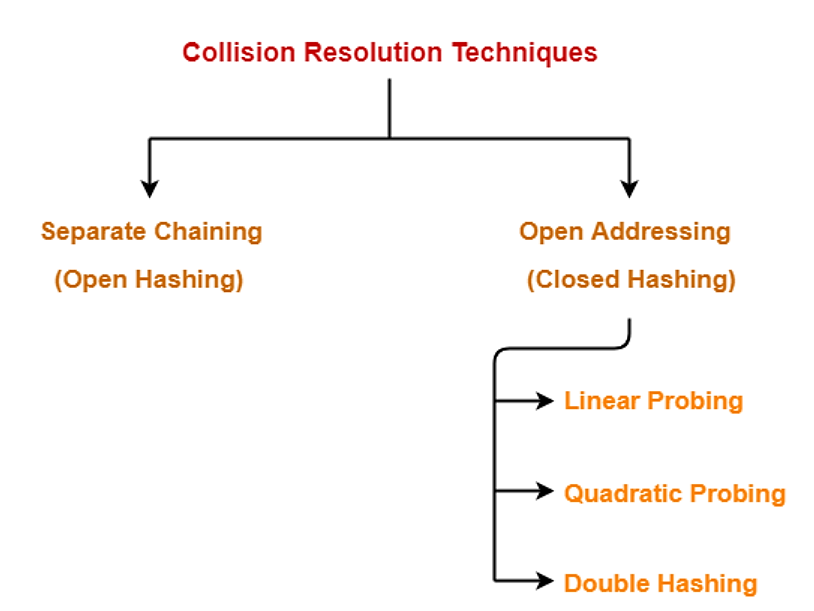 Collision Resolution Techniques
Separate Chaining
(Open Hashing)
Open Addressing
(Closed Hashing)
Linear Probing
Quadratic Probing
Double Hashing